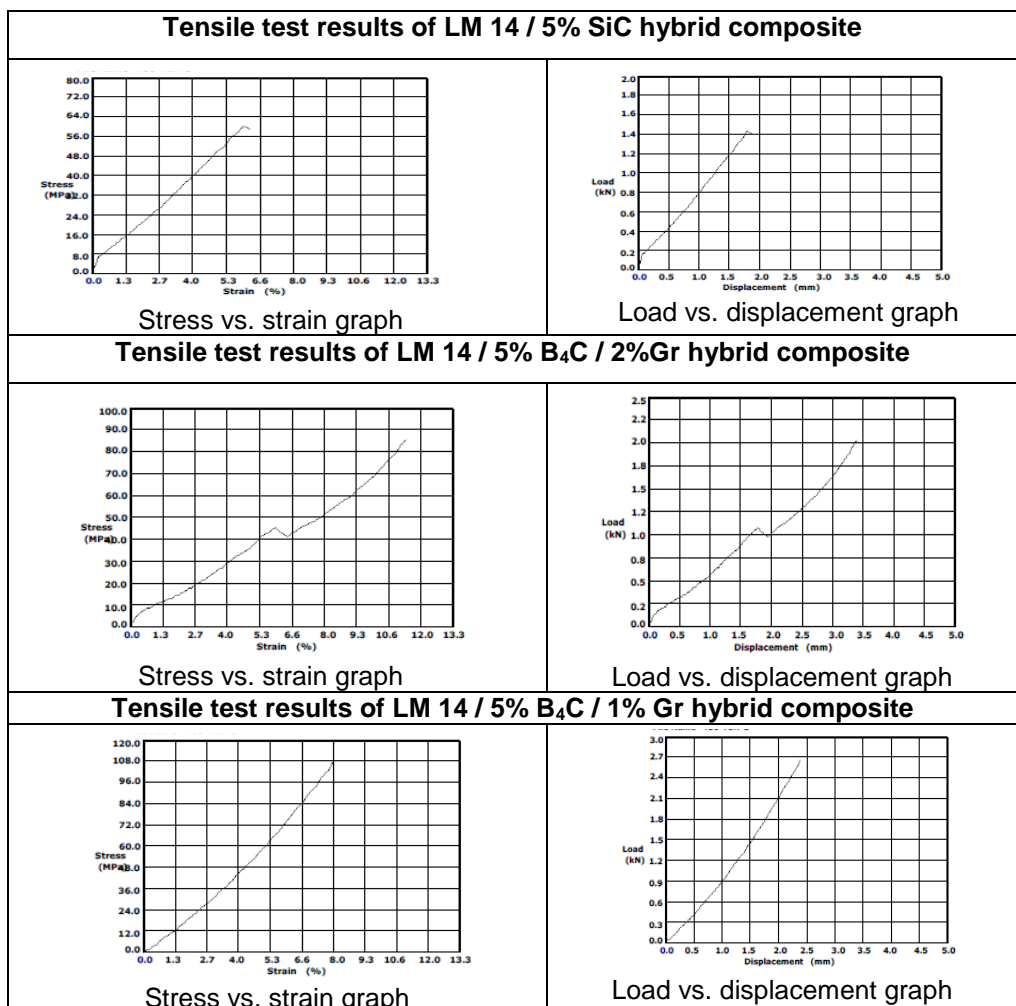 Tensile test results of LM 14 / 5% SiC hybrid composite
80.0
72.0
64.0
56.0
48.0
40.0
Stress
(MPa)
32.0
24.0
16.0
8.0
0.0
0.0 1.3 2.7 4.0 5.3 6.6 8.0 9.3 10.6 12.0 13.3
Strain (%)
Stress vs. strain graph
2.0
1.8
1.6
1.4
1.2
1.0
Load
(kN) 0.8
0.6
0.4
0.2
0.0
0.0 0.5 1.0 1.5 2.0 2.5 3.0 3.5 4.0 4.5 5.0
Displacement (mm)
Load vs. displacement graph
Tensile test results of LM 14 / 5% B₄C / 2%Gr hybrid composite
100.0
90.0
80.0
70.0
60.0
50.0
Stress
(MPa)
40.0
30.0
20.0
10.0
0.0
0.0 1.3 2.7 4.0 5.3 6.6 8.0 9.3 10.6 12.0 13.3
Strain (%)
Stress vs. strain graph
2.5
2.2
2.0
1.8
1.5
1.2
Load
(kN) 1.0
0.8
0.5
0.2
0.0
0.0 0.5 1.0 1.5 2.0 2.5 3.0 3.5 4.0 4.5 5.0
Displacement (mm)
Load vs. displacement graph
Tensile test results of LM 14 / 5% B₄C / 1% Gr hybrid composite
120.0
108.0
96.0
84.0
72.0
60.0
Stress
(MPa)
48.0
36.0
24.0
12.0
0.0
0.0 1.3 2.7 4.0 5.3 6.6 8.0 9.3 10.6 12.0 13.3
Strain (%)
Stress vs. strain graph
3.0
2.7
2.4
2.1
1.8
1.5
Load
(kN) 1.2
0.9
0.6
0.3
0.0
0.0 0.5 1.0 1.5 2.0 2.5 3.0 3.5 4.0 4.5 5.0
Displacement (mm)
Load vs. displacement graph